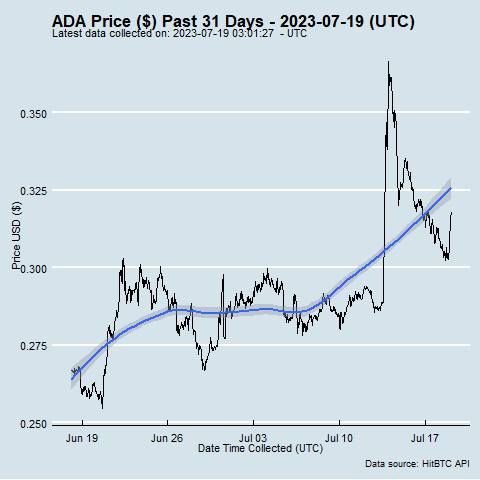 ADA Price ($) Past 31 Days - 2023-07-19 (UTC)
Latest data collected on: 2023-07-19 03:01:27  - UTC
0.350
0.325
0.300
0.275
0.250
Price USD ($)
Jun 19
Jun 26
Jul 03
Jul 10
Jul 17
Date Time Collected (UTC)
Data source: HitBTC API